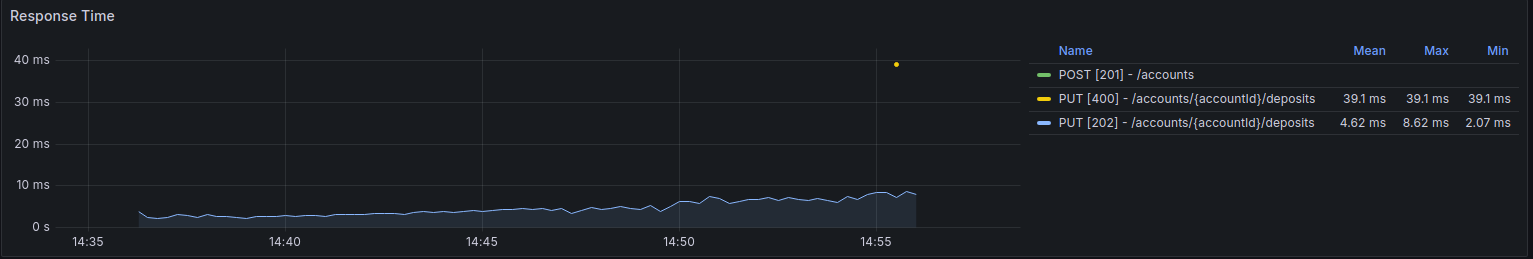 Response Time
40 ms
30 ms
20 ms
10 ms
0 s
14:35 14:40 14:45 14:50 14:55
Name Mean Max Min
POST [201] - /accounts
PUT [400] - /accounts/{accountId}/deposits 39.1 ms 39.1 ms 39.1 ms
PUT [202] - /accounts/{accountId}/deposits 4.62 ms 8.62 ms 2.07 ms